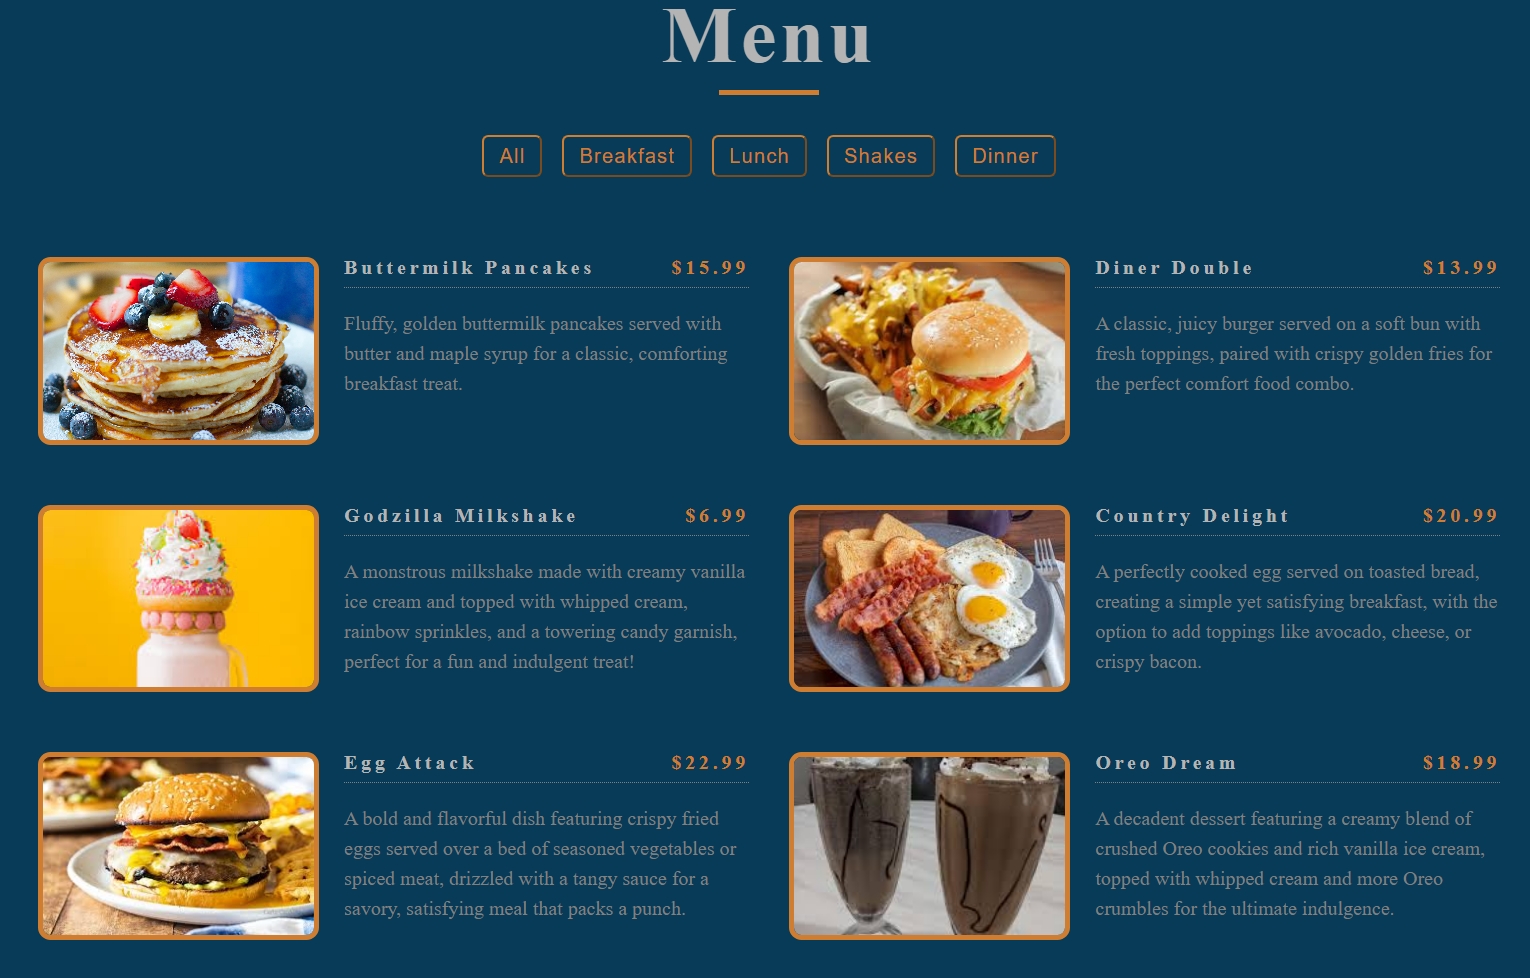 Menu
All
Breakfast
Lunch
Shakes
Dinner
Buttermilk Pancakes $15.99
Fluffy, golden buttermilk pancakes served with
butter and maple syrup for a classic, comforting
breakfast treat.
Diner Double $13.99
A classic, juicy burger served on a soft bun with
fresh toppings, paired with crispy golden fries for
the perfect comfort food combo.
Godzilla Milkshake $6.99
A monstrous milkshake made with creamy vanilla
ice cream and topped with whipped cream,
rainbow sprinkles, and a towering candy garnish,
perfect for a fun and indulgent treat!
Country Delight $20.99
A perfectly cooked egg served on toasted bread,
creating a simple yet satisfying breakfast, with the
option to add toppings like avocado, cheese, or
crispy bacon.
Egg Attack $22.99
A bold and flavorful dish featuring crispy fried
eggs served over a bed of seasoned vegetables or
spiced meat, drizzled with a tangy sauce for a
savory, satisfying meal that packs a punch.
Oreo Dream $18.99
A decadent dessert featuring a creamy blend of
crushed Oreo cookies and rich vanilla ice cream,
topped with whipped cream and more Oreo
crumbles for the ultimate indulgence.